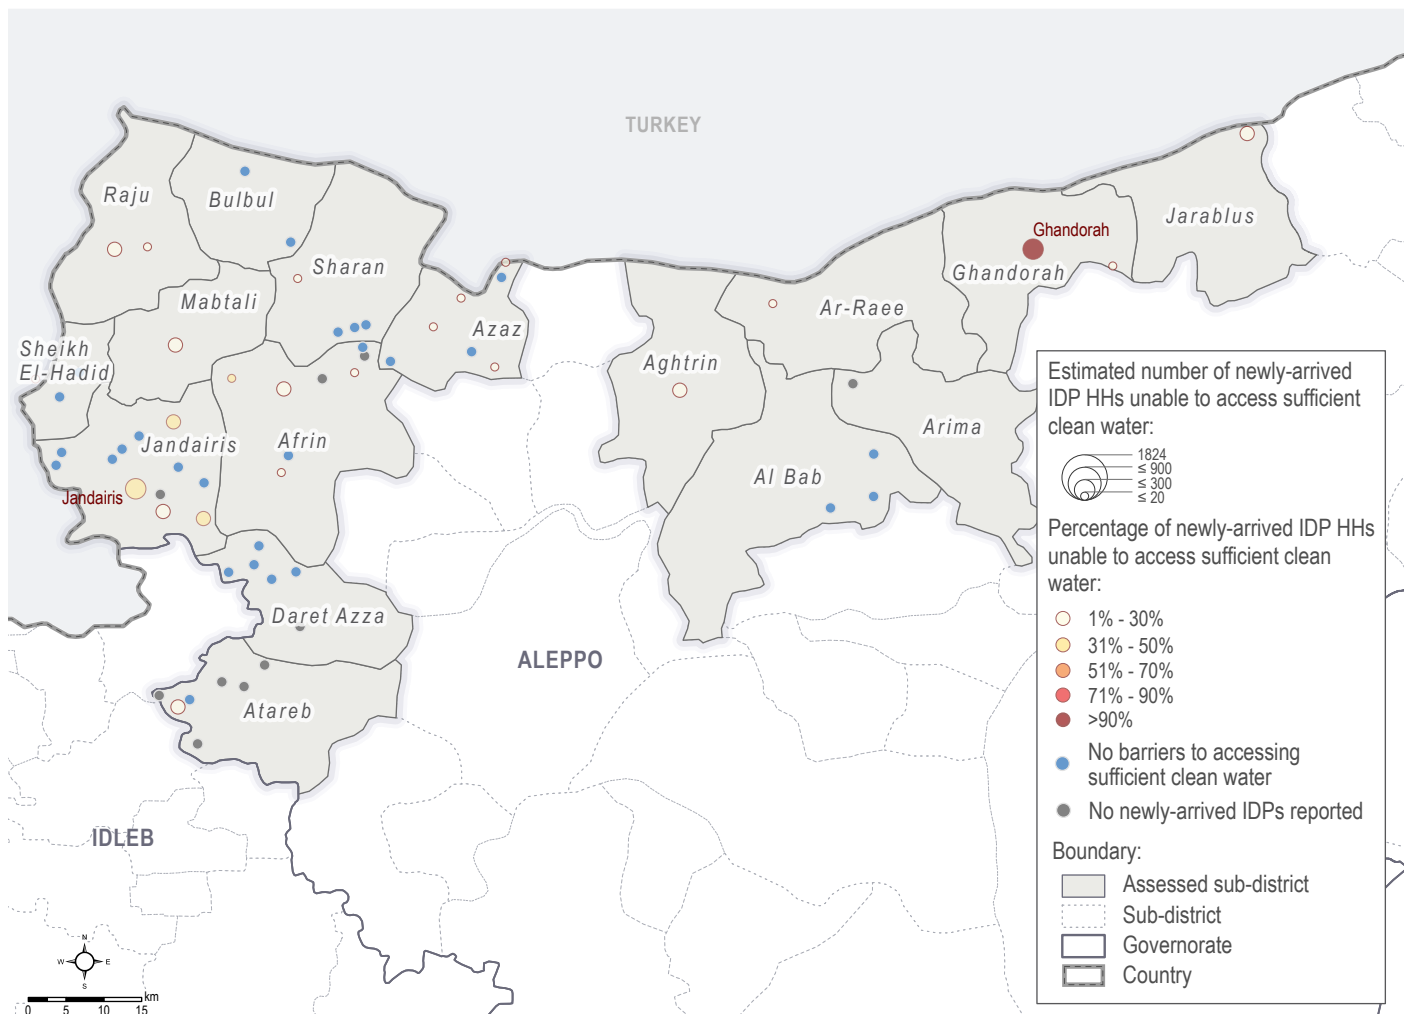 TURKEY
Raju
Bulbul
Sharan
Mabtali
Sheikh
El-Hadid
Azaz
Jandairis
Afrin
Jandairis
Daret Azza
Atareb
Aghtrin
Ar-Raee
Ghandorah
Ghandorah
Jarablus
Al Bab
Arima
ALEPPO
IDLEB
N
W
E
S
km
0 5 10 15
Estimated number of newly-arrived
IDP HHs unable to access sufficient
clean water:
1824
≤ 900
≤ 300
≤ 20
Percentage of newly-arrived IDP HHs
unable to access sufficient clean
water:
1% - 30%
31% - 50%
51% - 70%
71% - 90%
>90%
No barriers to accessing
sufficient clean water
No newly-arrived IDPs reported
Boundary:
Assessed sub-district
Sub-district
Governorate
Country